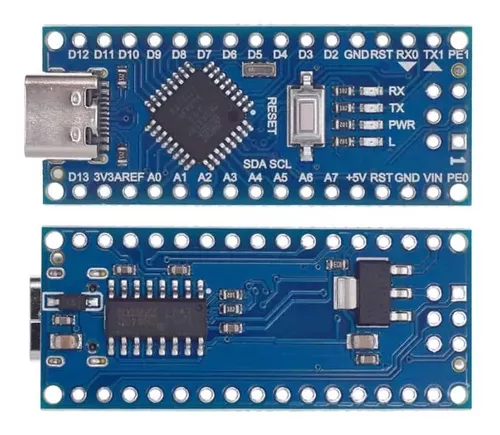 D12 D11 D10 D9 D8 D7 D6 D5 D4 D3 D2 GND RST RX0 TX1 PE1
RX
TX
PWR
L
RESET
SDA SCL
1
D13 3V3 AREF A0 A1 A2 A3 A4 A5 A6 A7 +5V RST GND VIN PE0